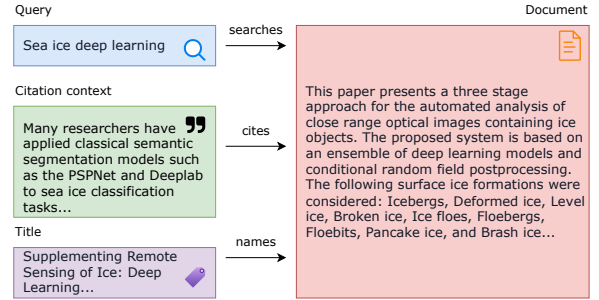 Query
Sea ice deep learning
searches
Citation context
Many researchers have
applied classical semantic
segmentation models such
as the PSPNet and Deeplab
to sea ice classification
tasks...
cites
Title
Supplementing Remote
Sensing of Ice: Deep
Learning...
names
Document
This paper presents a three stage
approach for the automated analysis of
close range optical images containing ice
objects. The proposed system is based on
an ensemble of deep learning models and
conditional random field postprocessing.
The following surface ice formations were
considered: Icebergs, Deformed ice, Level
ice, Broken ice, Ice floes, Floebergs,
Floebits, Pancake ice, and Brash ice...